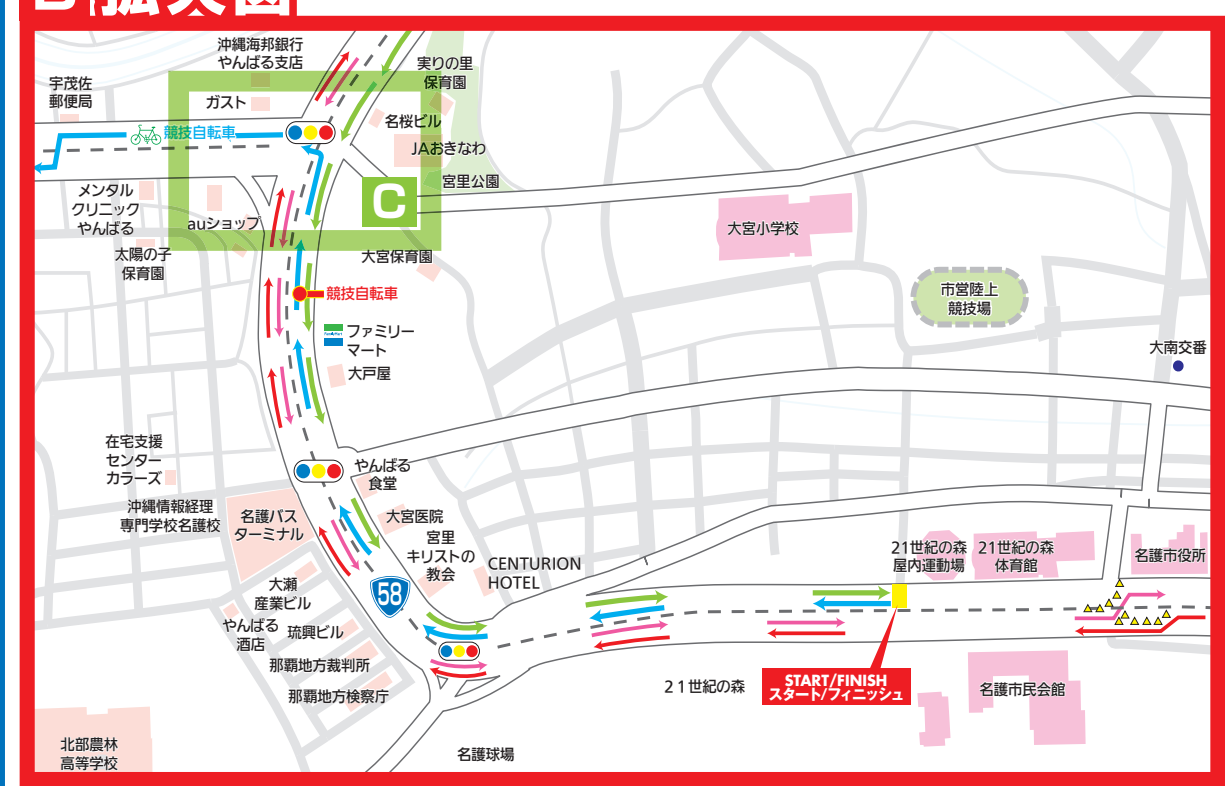 沖縄海邦銀行
やんばる支店
宇茂佐
郵便局
ガスト
実りの里
保育園
競技自転車
名桜ビル
JAおきなわ
宮里公園
C
メンタル
クリニック
やんばる
auショップ
太陽の子
保育園
大宮保育園
大宮小学校
競技自転車
市営陸上
競技場
ファミリー
マート
大戸屋
大南交番
在宅支援
センター
カラーズ
やんばる
食堂
沖縄情報経理
専門学校名護校
名護バス
ターミナル
大宮医院
宮里
キリストの
教会
CENTURION
HOTEL
21世紀の森
屋内運動場
21世紀の森
体育館
名護市役所
58
大瀬
産業ビル
やんばる
酒店
琉興ビル
那覇地方裁判所
那覇地方検察庁
21世紀の森
START/FINISH
スタート/フィニッシュ
名護市民会館
北部農林
高等学校
名護球場